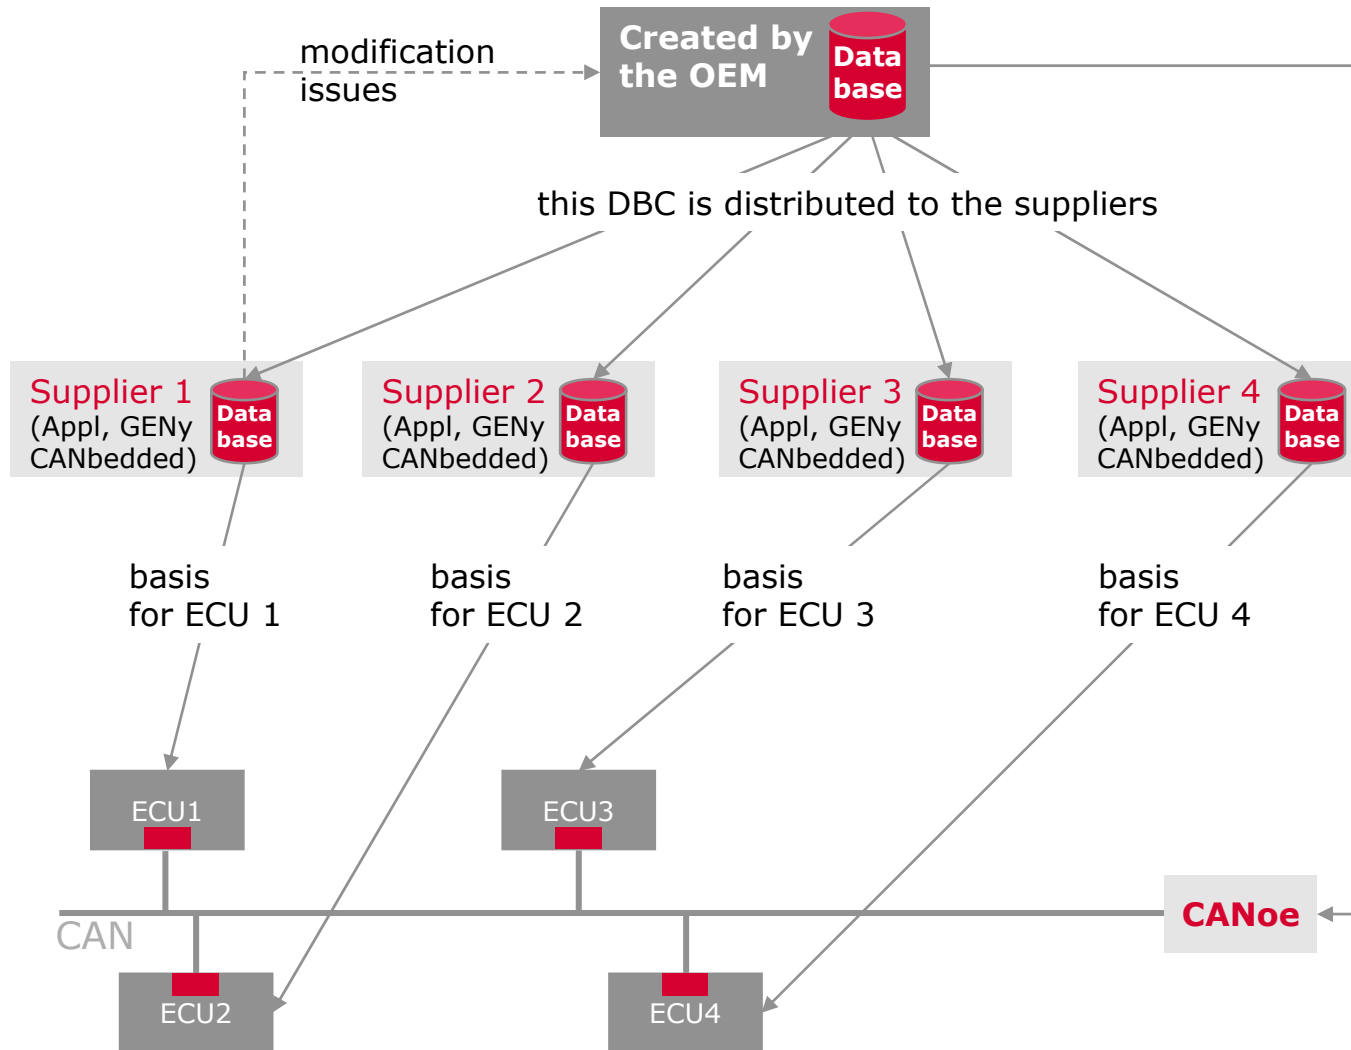 modification
issues
Created by
the OEM
Data
base
this DBC is distributed to the suppliers
Supplier 1
(Appl, GENy
CANbedded)
Data
base
Supplier 2
(Appl, GENy
CANbedded)
Data
base
Supplier 3
(Appl, GENy
CANbedded)
Data
base
Supplier 4
(Appl, GENy
CANbedded)
Data
base
basis
for ECU 1
basis
for ECU 2
basis
for ECU 3
basis
for ECU 4
ECU1
ECU3
CANoe
CAN
ECU2
ECU4